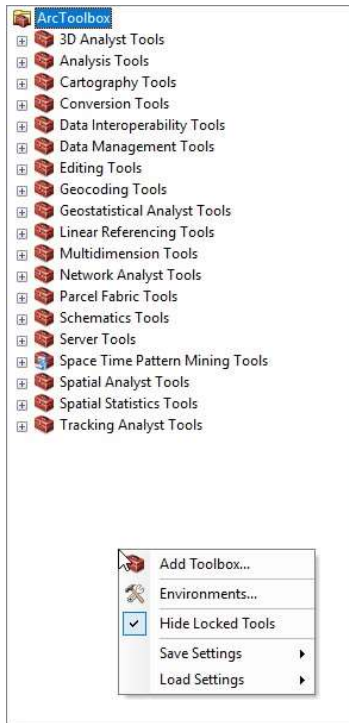 ArcToolbox
3D Analyst Tools
Analysis Tools
Cartography Tools
Conversion Tools
Data Interoperability Tools
Data Management Tools
Editing Tools
Geocoding Tools
Geostatistical Analyst Tools
Linear Referencing Tools
Multidimension Tools
Network Analyst Tools
Parcel Fabric Tools
Schematics Tools
Server Tools
Space Time Pattern Mining Tools
Spatial Analyst Tools
Spatial Statistics Tools
Tracking Analyst Tools
Add Toolbox...
Environments...
Hide Locked Tools
Save Settings
Load Settings